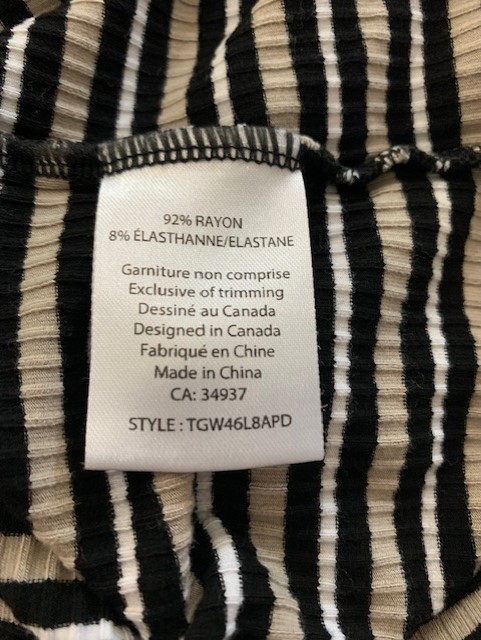 92% RAYON
8% ÉLASTHANNE/ELASTANE
Garniture non comprise
Exclusive of trimming
Dessiné au Canada
Designed in Canada
Fabriqué en Chine
Made in China
CA: 34937
STYLE : TGW46L8APD